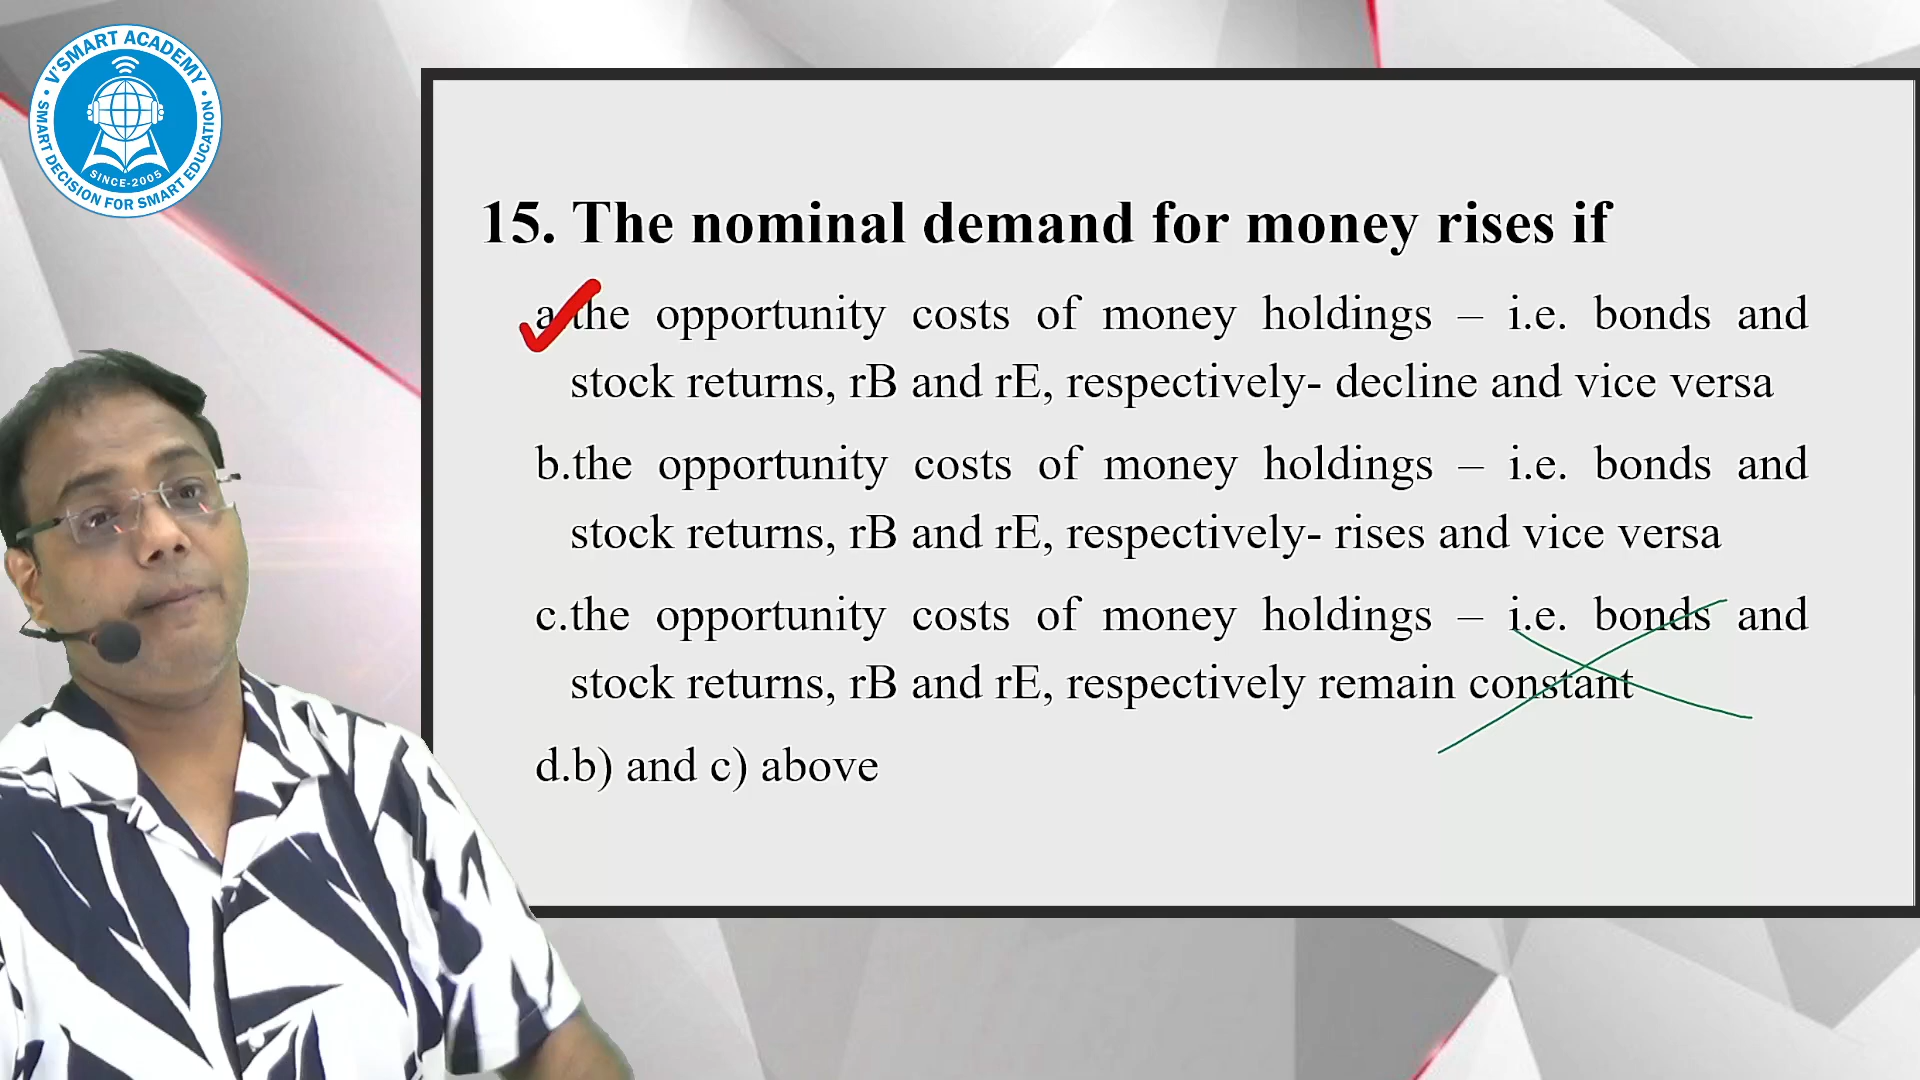 V'SMART ACADEMY
SMART DECISION FOR SMART EDUCATION
SINCE-2005
15. The nominal demand for money rises if
a.the opportunity costs of money holdings – i.e. bonds and
stock returns, rB and rE, respectively- decline and vice versa
b.the opportunity costs of money holdings – i.e. bonds and
stock returns, rB and rE, respectively- rises and vice versa
c.the opportunity costs of money holdings – i.e. bonds and
stock returns, rB and rE, respectively remain constant
d.b) and c) above